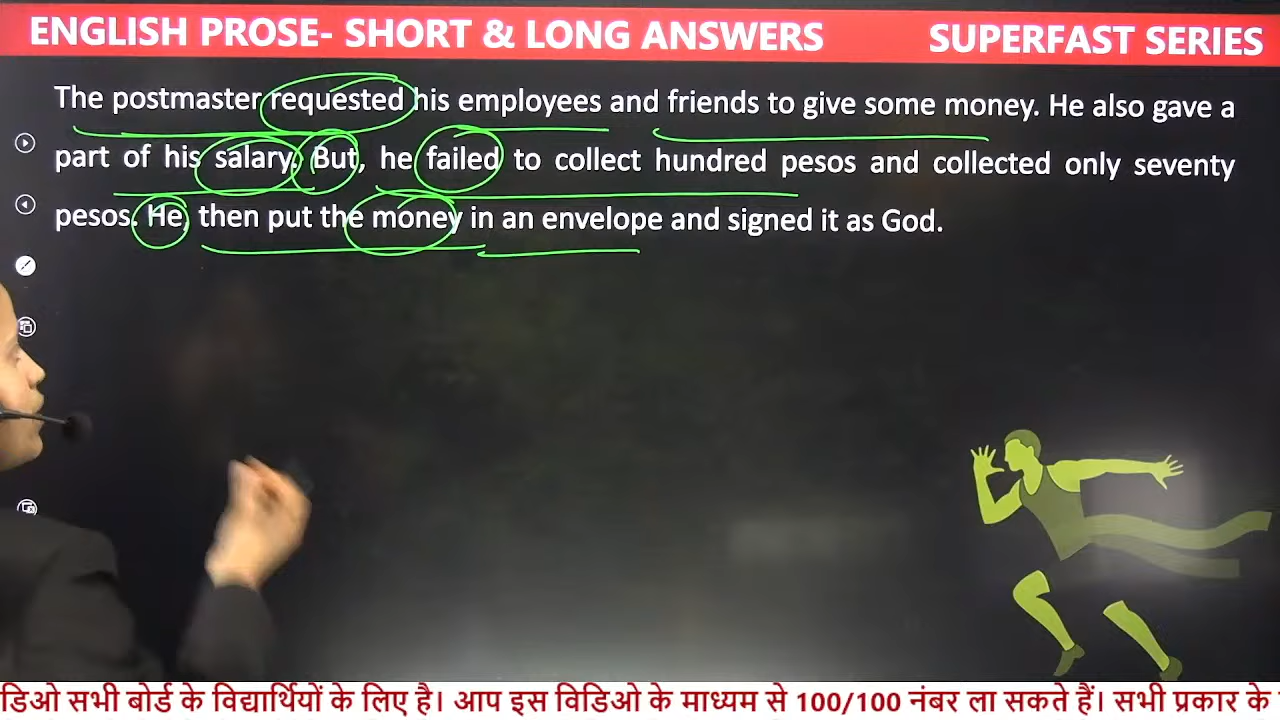 ENGLISH PROSE- SHORT & LONG ANSWERS SUPERFAST SERIES
The postmaster requested his employees and friends to give some money. He also gave a
part of his salary. But, he failed to collect hundred pesos and collected only seventy
pesos. He, then put the money in an envelope and signed it as God.
डिओ सभी बोर्ड के विद्यार्थियों के लिए है। आप इस विडिओ के माध्यम से 100/100 नंबर ला सकते हैं। सभी प्रकार के